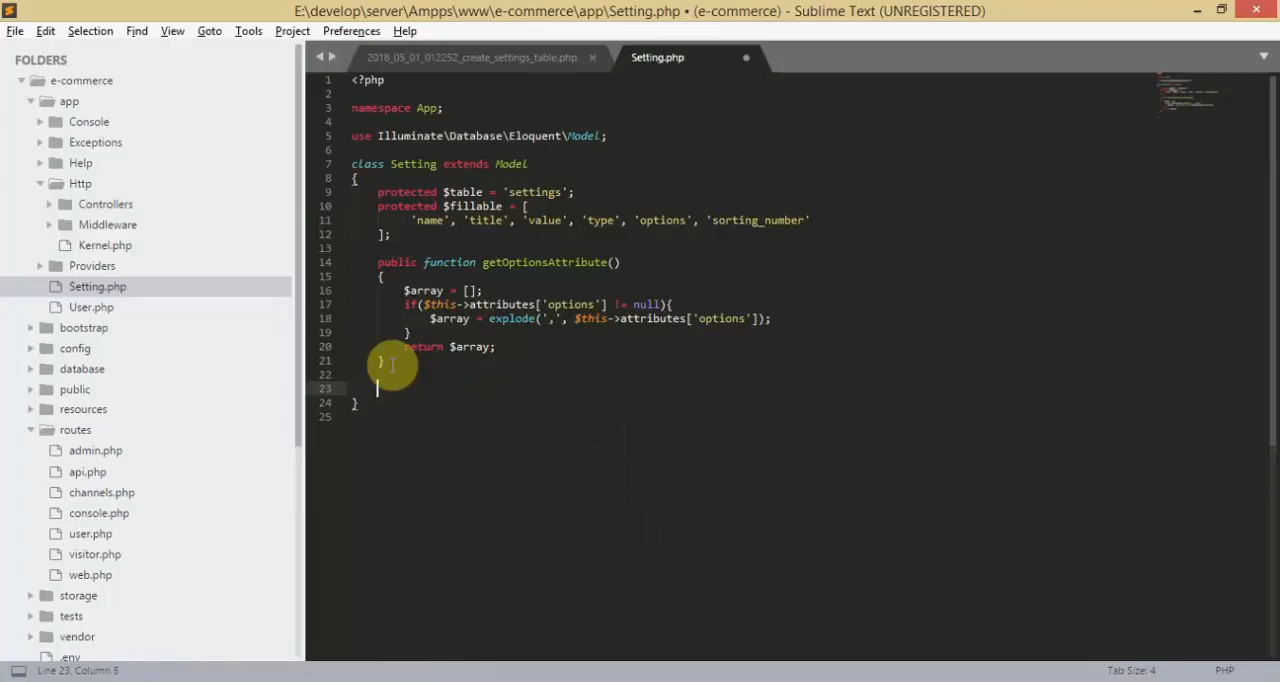 E:\develop\server\Ampps\www\e-commerce\app\Setting.php • (e-commerce) - Sublime Text (UNREGISTERED)
File Edit Selection Find View Goto Tools Project Preferences Help
FOLDERS
e-commerce
app
Console
Exceptions
Help
Http
Controllers
Middleware
Kernel.php
Providers
Setting.php
User.php
bootstrap
config
database
public
resources
routes
admin.php
api.php
channels.php
console.php
user.php
visitor.php
web.php
storage
tests
vendor
.env
2018_05_01_012252_create_settings_table.php Setting.php
1 <?php
2
3 namespace App;
4
5 use Illuminate\Database\Eloquent\Model;
6
7 class Setting extends Model
8 {
9 protected $table = 'settings';
10 protected $fillable = [
11 'name', 'title', 'value', 'type', 'options', 'sorting_number'
12 ];
13
14 public function getOptionsAttribute()
15 {
16 $array = [];
17 if($this->attributes['options'] != null){
18 $array = explode(',', $this->attributes['options']);
19 }
20 return $array;
21 }
22
23
24 }
25
Line 23, Column 5 Tab Size: 4 PHP